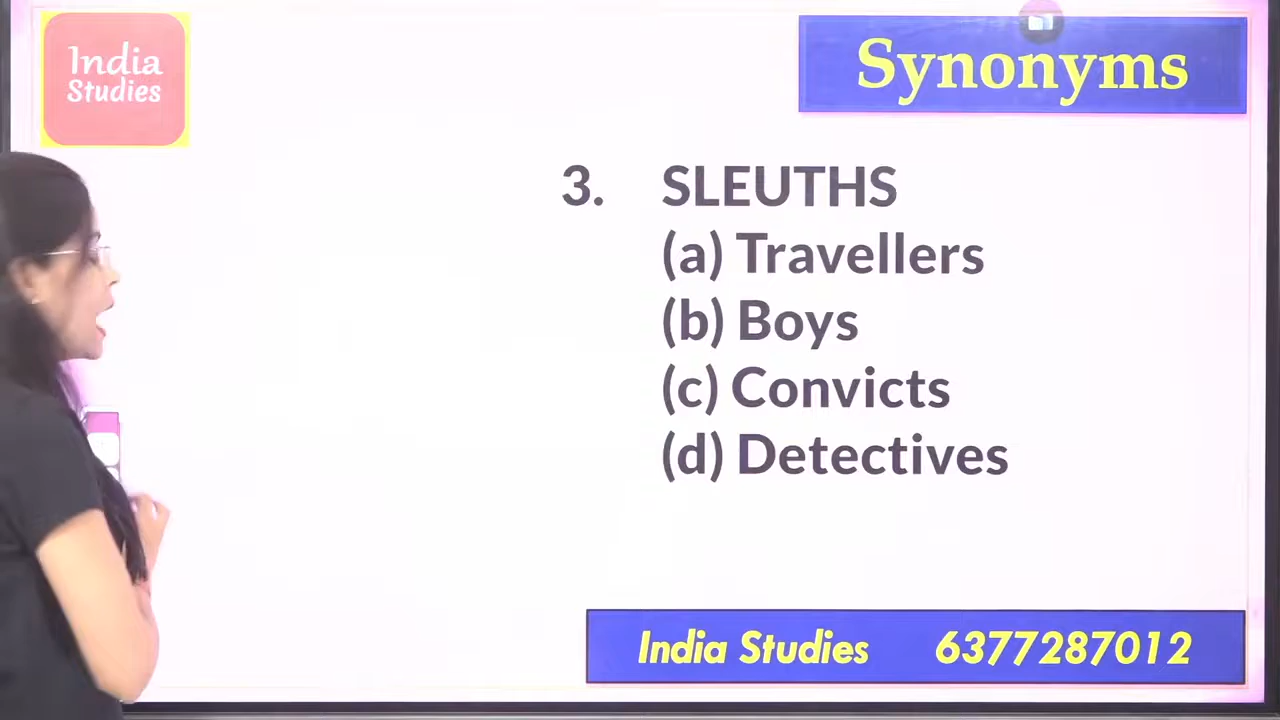 India
Studies
Synonyms
3. SLEUTHS
(a) Travellers
(b) Boys
(c) Convicts
(d) Detectives
India Studies 6377287012